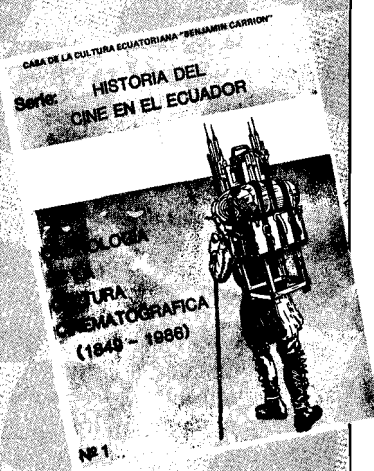 CASA DE LA CULTURA ECUATORIANA "BENJAMIN CARRION"
Serie: HISTORIA DEL
CINE EN EL ECUADOR
CINEMATOGRAFICA
(1849 - 1986)
Nº 1